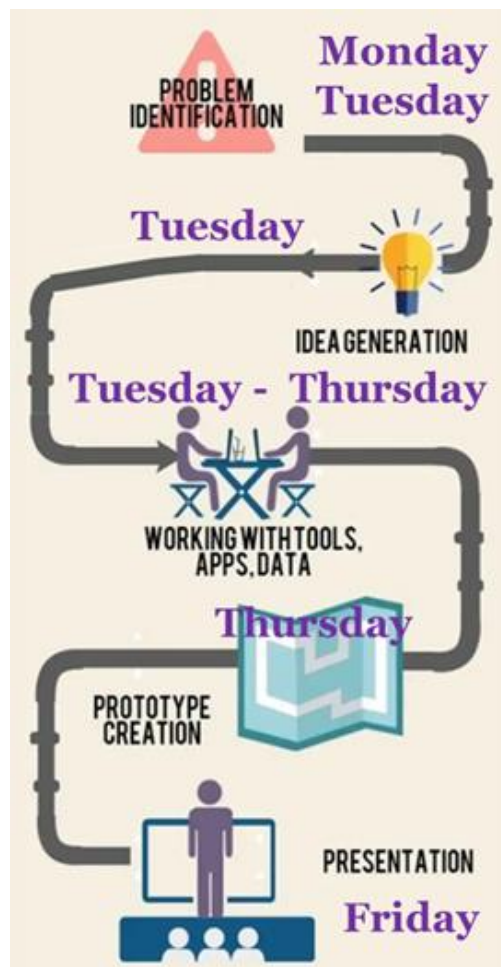 Monday
Tuesday
PROBLEM
IDENTIFICATION
Tuesday
IDEA GENERATION
Tuesday - Thursday
WORKING WITH TOOLS,
APPS, DATA
Thursday
PROTOTYPE
CREATION
PRESENTATION
Friday